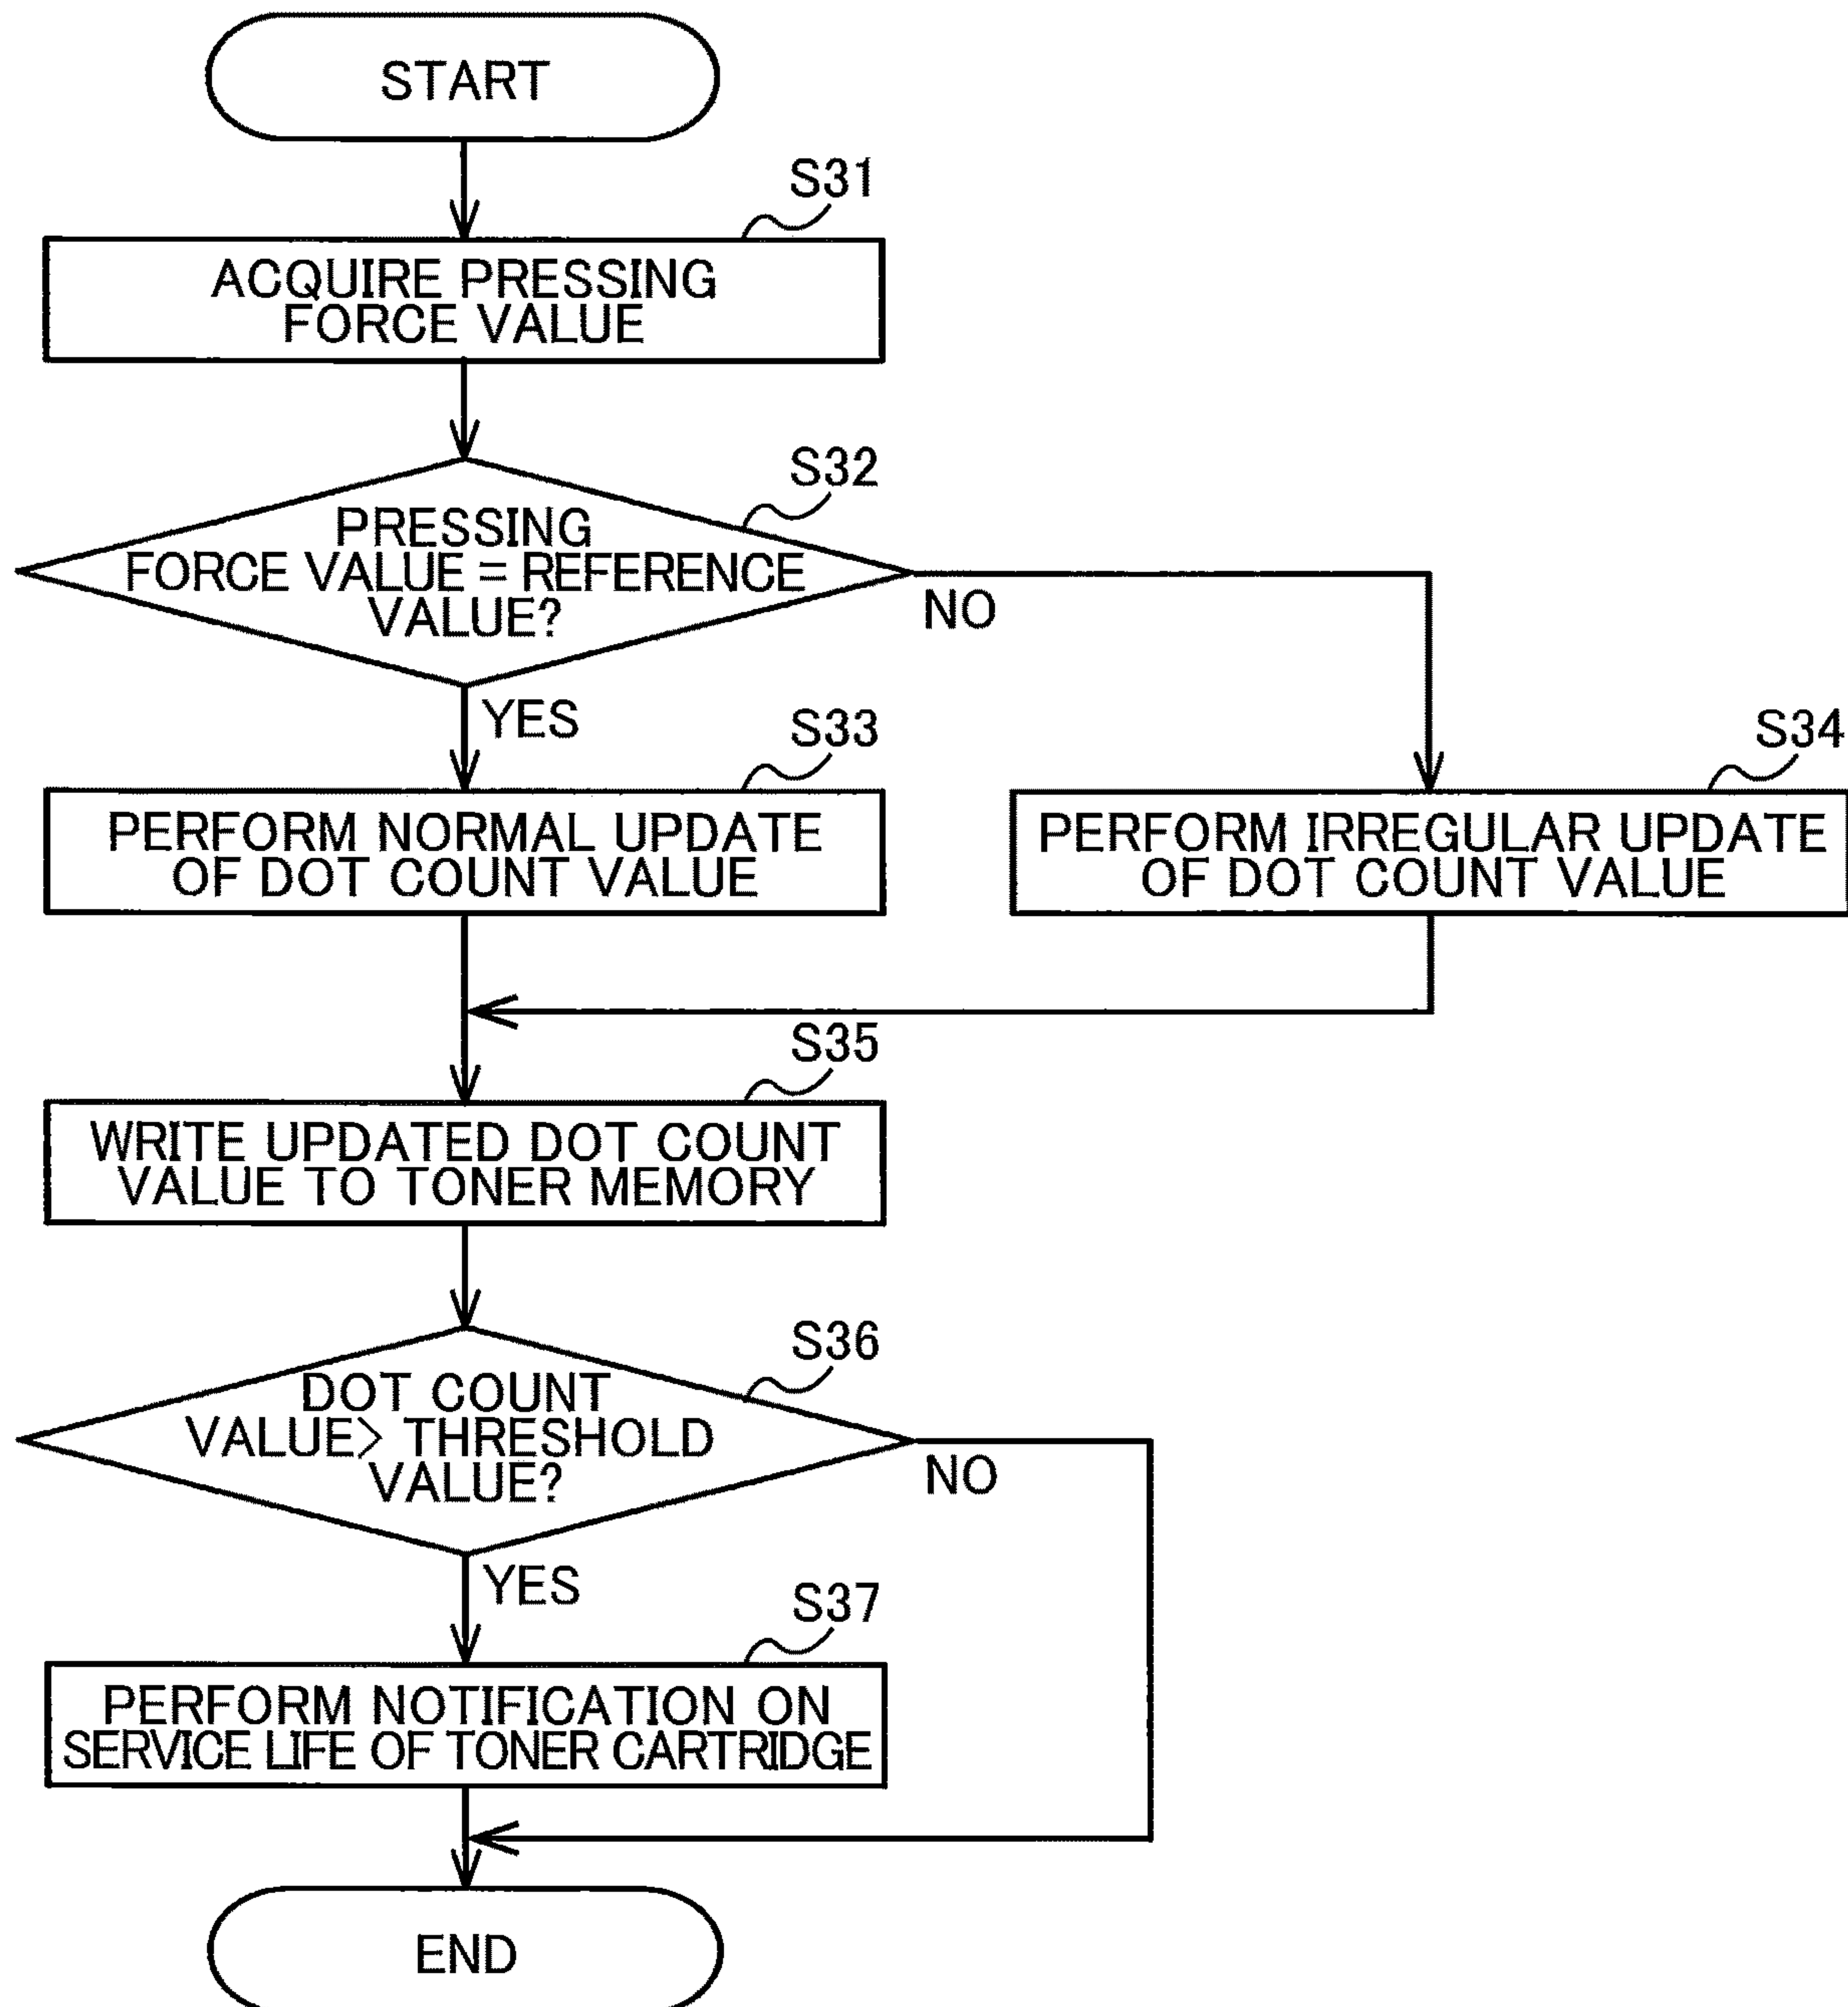 START
S31
ACQUIRE PRESSING
FORCE VALUE
S32
PRESSING
FORCE VALUE = REFERENCE
VALUE?
NO
YES
S33
PERFORM NORMAL UPDATE
OF DOT COUNT VALUE
S34
PERFORM IRREGULAR UPDATE
OF DOT COUNT VALUE
S35
WRITE UPDATED DOT COUNT
VALUE TO TONER MEMORY
S36
DOT COUNT
VALUE> THRESHOLD
VALUE?
NO
YES
S37
PERFORM NOTIFICATION ON
SERVICE LIFE OF TONER CARTRIDGE
END